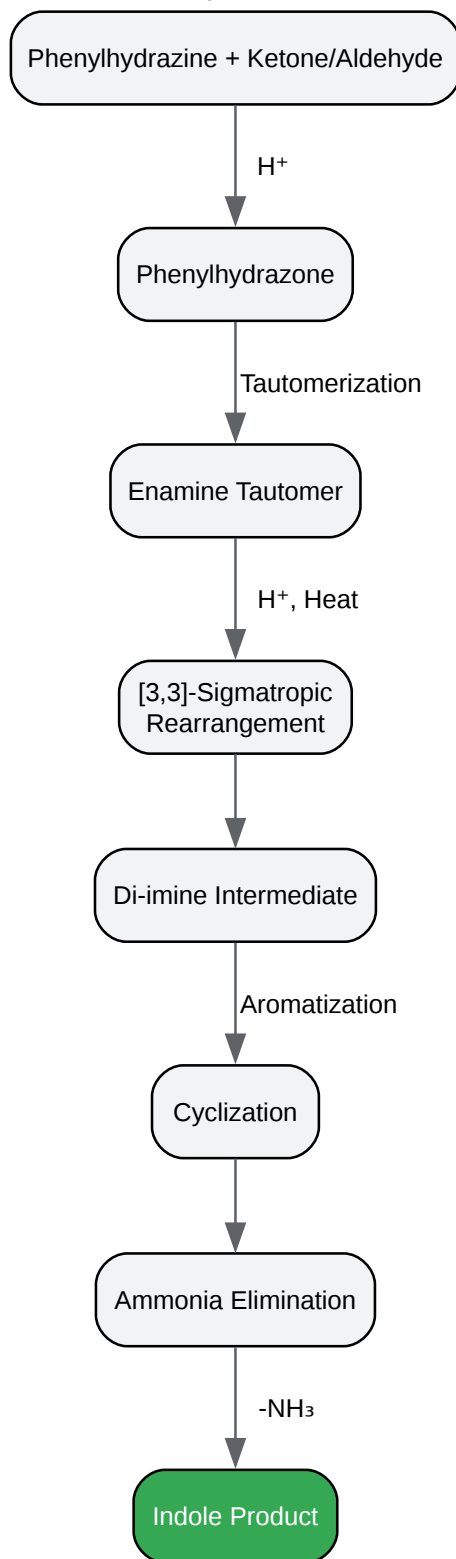 Phenylhydrazine + Ketone/Aldehyde
H⁺
Phenylhydrazone
Tautomerization
Enamine Tautomer
H⁺, Heat
[3,3]-Sigmatropic
Rearrangement
Di-imine Intermediate
Aromatization
Cyclization
Ammonia Elimination
-NH₃
Indole Product